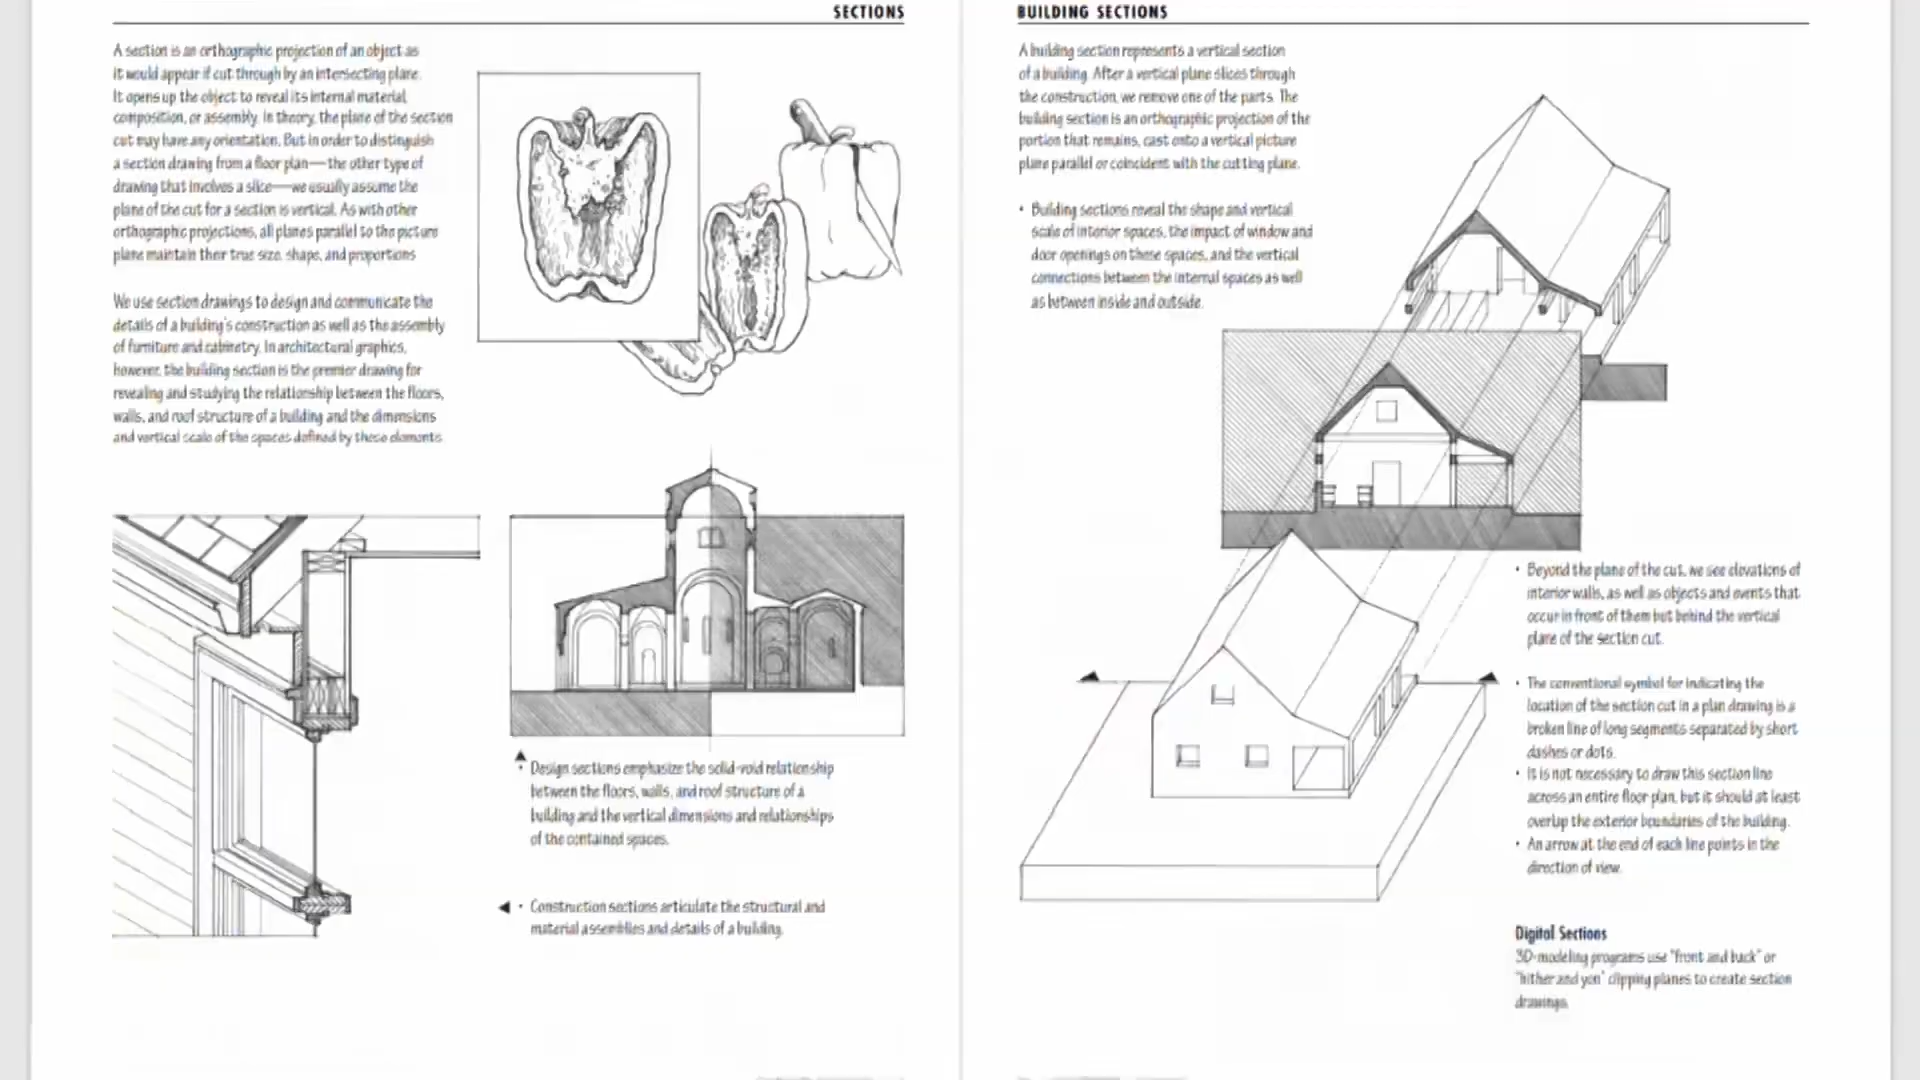 SECTIONS
A section is an orthographic projection of an object as
it would appear if cut through by an intersecting plane.
It opens up the object to reveal its internal material,
composition, or assembly. In theory, the plane of the section
cut may have any orientation. But in order to distinguish
a section drawing from a floor plan—the other type of
drawing that involves a slice—we usually assume the
plane of the cut for a section is vertical. As with other
orthographic projections, all planes parallel to the picture
plane maintain their true size, shape, and proportions
We use section drawings to design and communicate the
details of a building's construction as well as the assembly
of furniture and cabinetry. In architectural graphics,
however, the building section is the premier drawing for
revealing and studying the relationship between the floors,
walls, and roof structure of a building and the dimensions
and vertical scale of the spaces defined by these elements
• Design sections emphasize the solid-void relationship
between the floors, walls, and roof structure of a
building and the vertical dimensions and relationships
of the contained spaces.
• Construction sections articulate the structural and
material assemblies and details of a building.
BUILDING SECTIONS
A building section represents a vertical section
of a building. After a vertical plane slices through
the construction, we remove one of the parts. The
building section is an orthographic projection of the
portion that remains, cast onto a vertical picture
plane parallel or coincident with the cutting plane.
• Building sections reveal the shape and vertical
scale of interior spaces, the impact of window and
door openings on these spaces, and the vertical
connections between the internal spaces as well
as between inside and outside.
• Beyond the plane of the cut, we see elevations of
interior walls, as well as objects and events that
occur in front of them but behind the vertical
plane of the section cut.
• The conventional symbol for indicating the
location of the section cut in a plan drawing is a
broken line of long segments separated by short
dashes or dots.
• It is not necessary to draw this section line
across an entire floor plan, but it should at least
overlap the exterior boundaries of the building.
• An arrow at the end of each line points in the
direction of view.
Digital Sections
3D-modeling programs use "front and back" or
"hither and yon" clipping planes to create section
drawings.